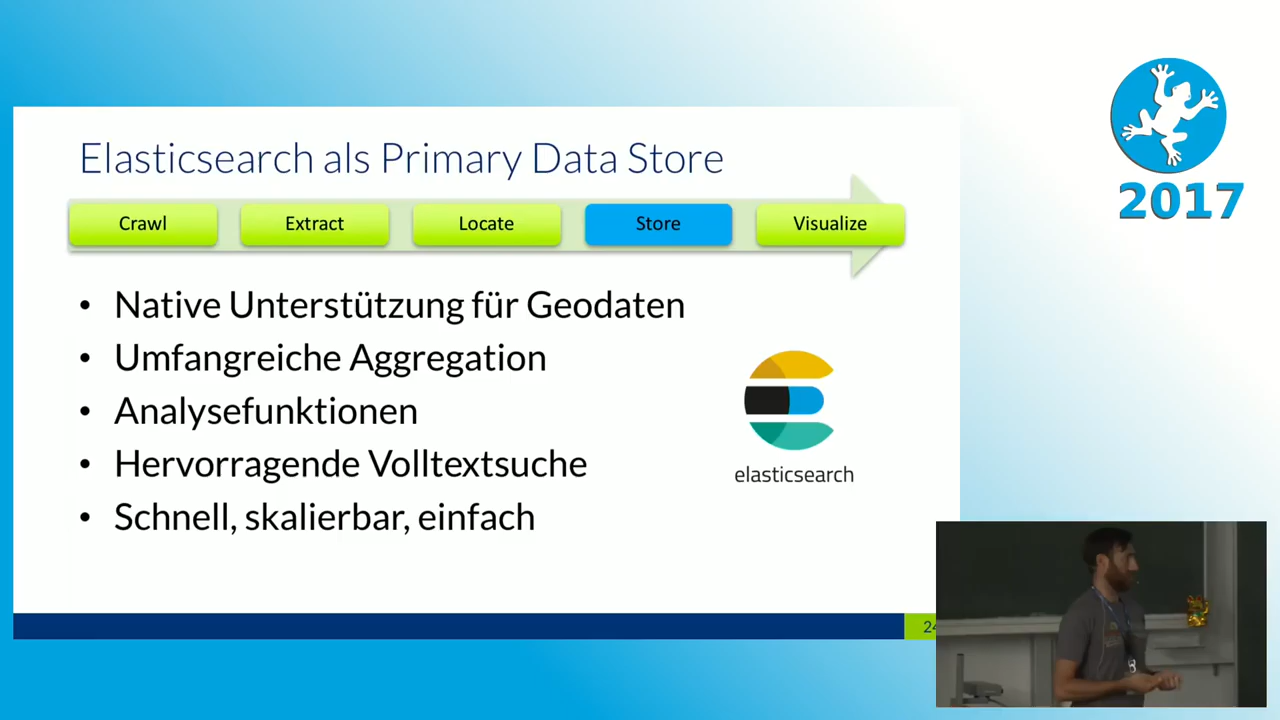 2017
Elasticsearch als Primary Data Store
Crawl
Extract
Locate
Store
Visualize
• Native Unterstützung für Geodaten
• Umfangreiche Aggregation
• Analysefunktionen
• Hervorragende Volltextsuche
• Schnell, skalierbar, einfach
elasticsearch
24